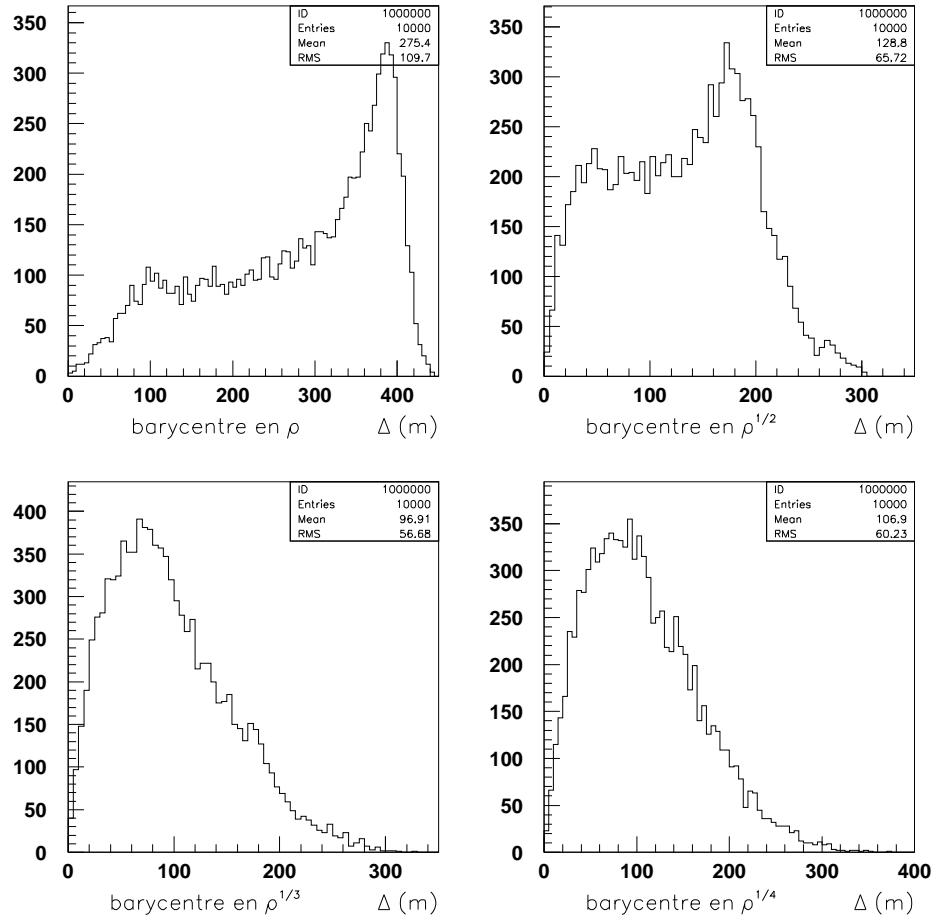 ID 1000000
Entries 10000
Mean 275.4
RMS 109.7
350
300
250
200
150
100
50
0
0 100 200 300 400
barycentre en ρ Δ (m)
ID 1000000
Entries 10000
Mean 128.8
RMS 65.72
350
300
250
200
150
100
50
0
0 100 200 300
barycentre en ρ^1/2 Δ (m)
ID 1000000
Entries 10000
Mean 96.91
RMS 56.68
400
350
300
250
200
150
100
50
0
0 100 200 300
barycentre en ρ^1/3 Δ (m)
ID 1000000
Entries 10000
Mean 106.9
RMS 60.23
350
300
250
200
150
100
50
0
0 100 200 300 400
barycentre en ρ^1/4 Δ (m)